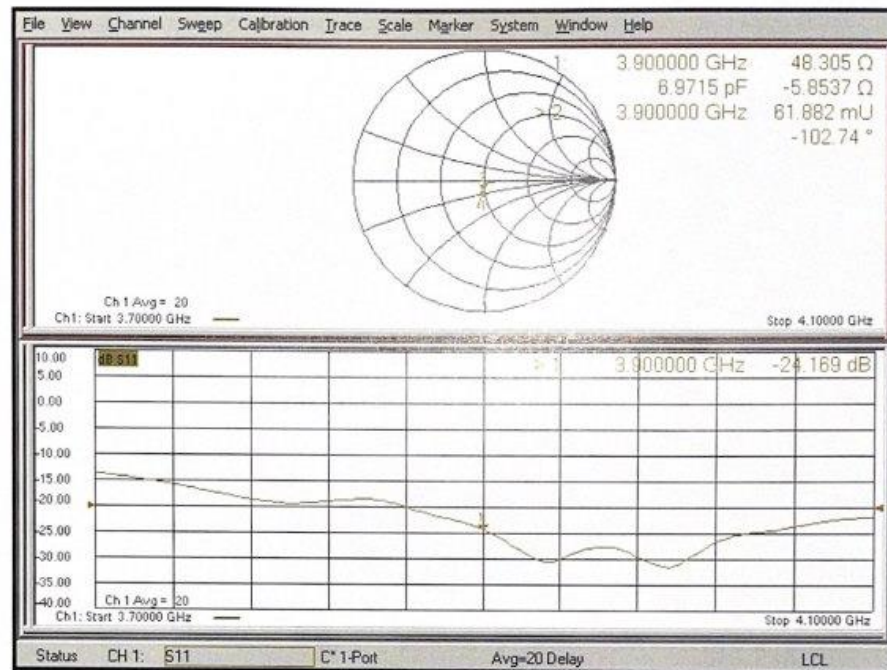 File View Channel Sweep Calibration Trace Scale Marker System Window Help
1: 3.900000 GHz 48.305 Ω
6.9715 pF -5.8537 Ω
> 2: 3.900000 GHz 61.882 mU
-102.74 °
Ch 1 Avg = 20
Ch1: Start 3.70000 GHz Stop 4.10000 GHz
10.00 dB S11 > 1: 3.900000 GHz -24.169 dB
5.00
0.00
-5.00
-10.00
-15.00
-20.00
-25.00
-30.00
-35.00
-40.00 Ch 1 Avg = 20
Ch1: Start 3.70000 GHz Stop 4.10000 GHz
Status CH 1: S11 C* 1-Port Avg=20 Delay LCL